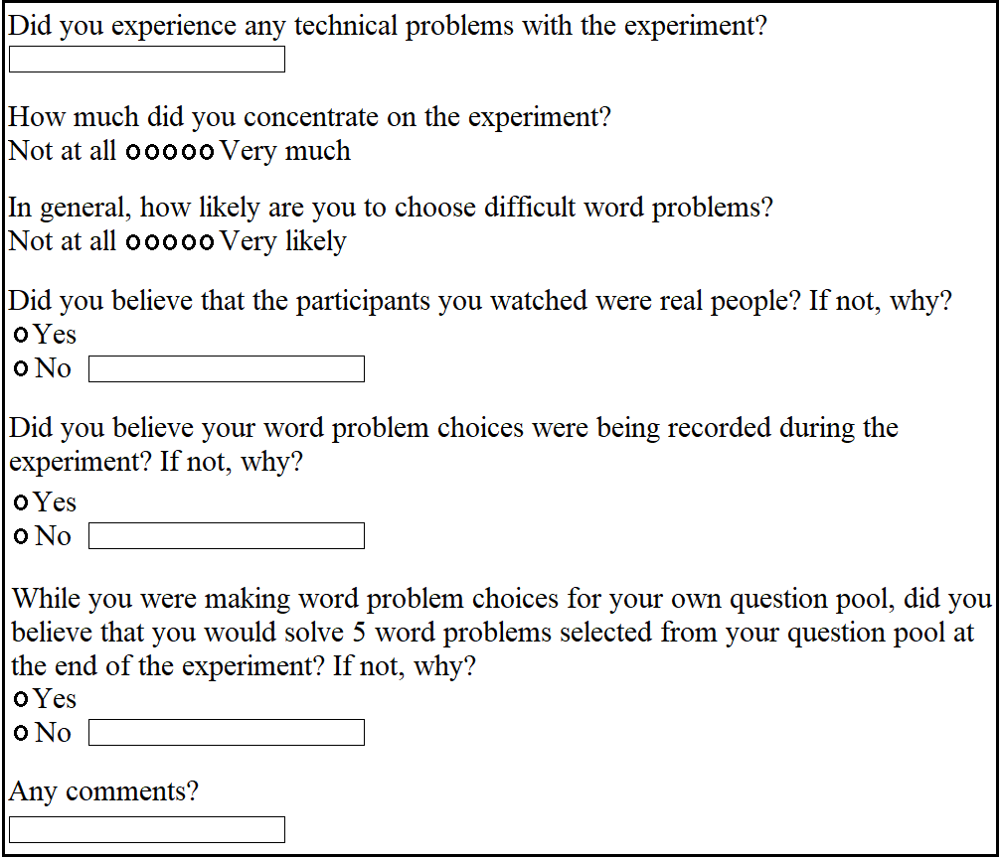 Did you experience any technical problems with the experiment?
How much did you concentrate on the experiment?
Not at all o o o o o Very much
In general, how likely are you to choose difficult word problems?
Not at all o o o o o Very likely
Did you believe that the participants you watched were real people? If not, why?
o Yes
o No
Did you believe your word problem choices were being recorded during the
experiment? If not, why?
o Yes
o No
While you were making word problem choices for your own question pool, did you
believe that you would solve 5 word problems selected from your question pool at
the end of the experiment? If not, why?
o Yes
o No
Any comments?